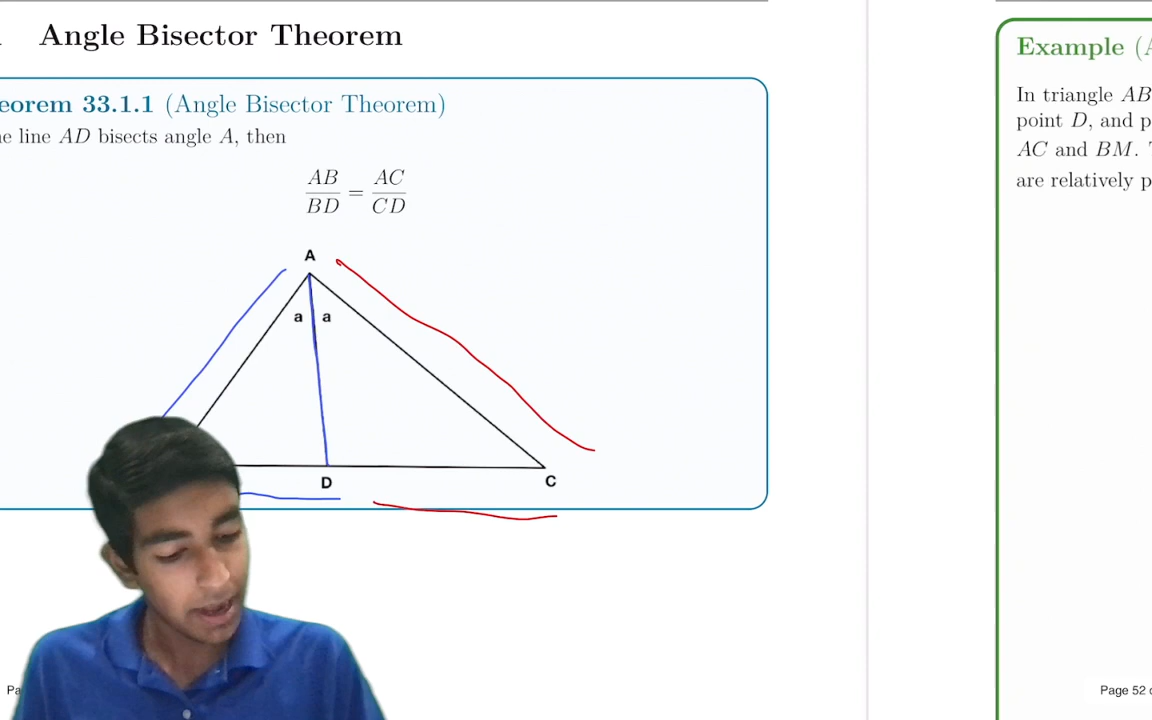 Angle Bisector Theorem
eorem 33.1.1 (Angle Bisector Theorem)
e line AD bisects angle A, then
AB/BD = AC/CD
A
a a
D
C
Example (A
In triangle AB
point D, and p
AC and BM. T
are relatively p
Pa
Page 52 o